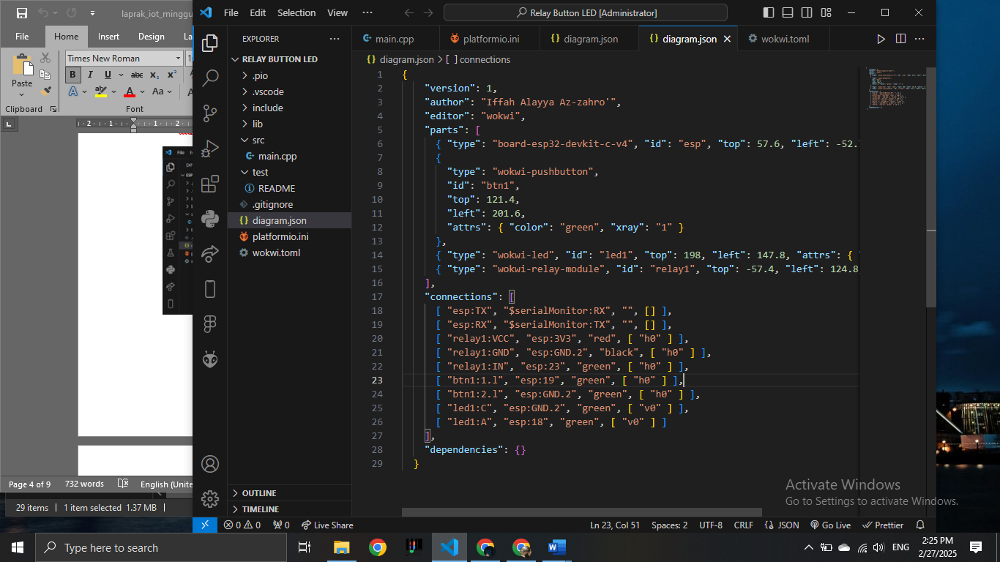 laprak_iot_minggu
File
Home
Insert
Design
La
Paste
Clipboard
Times New Roman
B I U abc x₂ x²
Aa
Font
2 1 1 2
Page 4 of 9 732 words English (Unite
29 items 1 item selected 1.37 MB
File Edit Selection View ···
Relay Button LED [Administrator]
EXPLORER ···
RELAY BUTTON LED
.pio
.vscode
include
lib
src
main.cpp
test
README
.gitignore
diagram.json
platformio.ini
wokwi.toml
OUTLINE
TIMELINE
main.cpp platformio.ini diagram.json diagram.json wokwi.toml
diagram.json > [ ] connections
1 {
2 "version": 1,
3 "author": "Iffah Alayya Az-zahro'",
4 "editor": "wokwi",
5 "parts": [
6 { "type": "board-esp32-devkit-c-v4", "id": "esp", "top": 57.6, "left": -52.
7 {
8 "type": "wokwi-pushbutton",
9 "id": "btn1",
10 "top": 121.4,
11 "left": 201.6,
12 "attrs": { "color": "green", "xray": "1" }
13 },
14 { "type": "wokwi-led", "id": "led1", "top": 198, "left": 147.8, "attrs": {
15 { "type": "wokwi-relay-module", "id": "relay1", "top": -57.4, "left": 124.8
16 ],
17 "connections": [
18 [ "esp:TX", "$serialMonitor:RX", "", [] ],
19 [ "esp:RX", "$serialMonitor:TX", "", [] ],
20 [ "relay1:VCC", "esp:3V3", "red", [ "h0" ] ],
21 [ "relay1:GND", "esp:GND.2", "black", [ "h0" ] ],
22 [ "relay1:IN", "esp:23", "green", [ "h0" ] ],
23 [ "btn1:1.l", "esp:19", "green", [ "h0" ] ],
24 [ "btn1:2.l", "esp:GND.2", "green", [ "h0" ] ],
25 [ "led1:C", "esp:GND.2", "green", [ "v0" ] ],
26 [ "led1:A", "esp:18", "green", [ "v0" ] ]
27 ],
28 "dependencies": {}
29 }
Activate Windows
Go to Settings to activate Windows.
0 0 0 Live Share Ln 23, Col 51 Spaces: 2 UTF-8 CRLF {} JSON Go Live Prettier
Type here to search
ENG
2:25 PM
2/27/2025